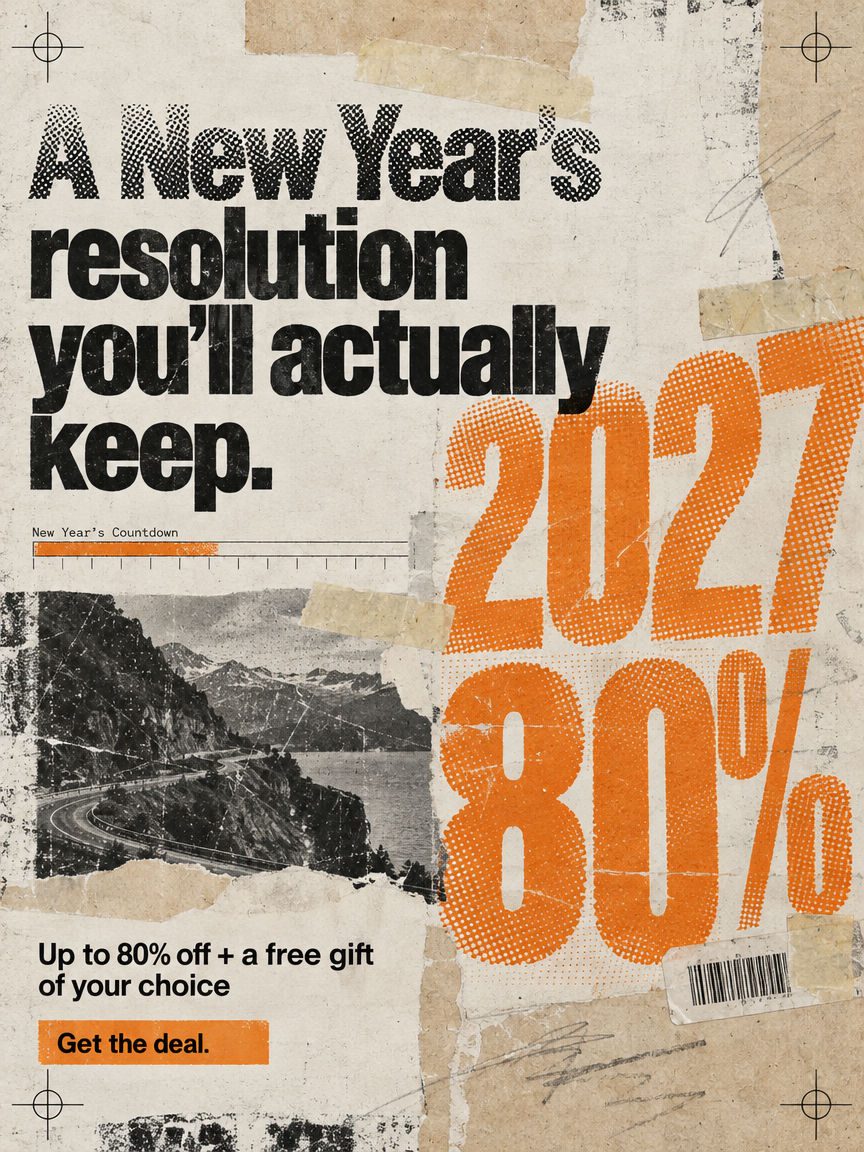 A New Year's
resolution
you'll actually
keep.
2027
New Year's Countdown
80%
Up to 80% off + a free gift
of your choice
Get the deal.